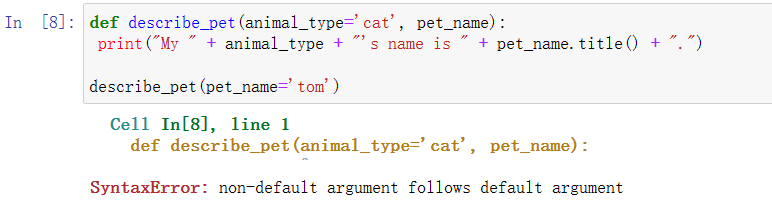 In [8]: def describe_pet(animal_type='cat', pet_name):
print("My " + animal_type + "'s name is " + pet_name.title() + ".")
describe_pet(pet_name='tom')
Cell In[8], line 1
def describe_pet(animal_type='cat', pet_name):
SyntaxError: non-default argument follows default argument